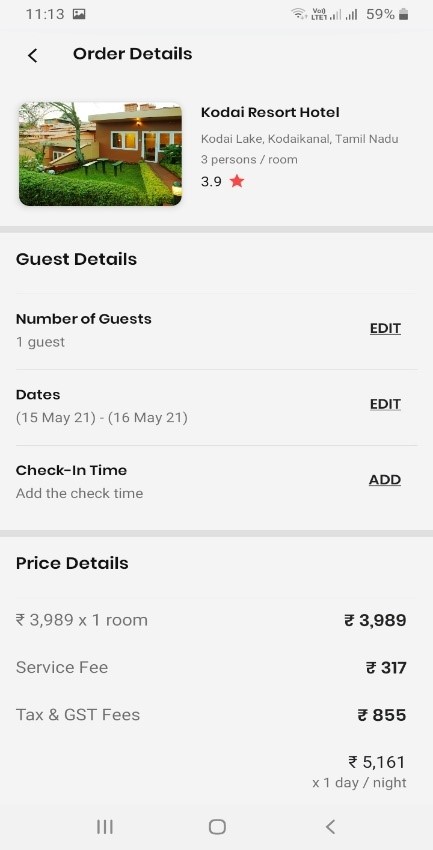 11:13
Vo))
LTE1
59%
Order Details
Kodai Resort Hotel
Kodai Lake, Kodaikanal, Tamil Nadu
3 persons / room
3.9
Guest Details
Number of Guests
1 guest
EDIT
Dates
(15 May 21) - (16 May 21)
EDIT
Check-In Time
Add the check time
ADD
Price Details
₹ 3,989 x 1 room ₹ 3,989
Service Fee ₹ 317
Tax & GST Fees ₹ 855
₹ 5,161
x 1 day / night